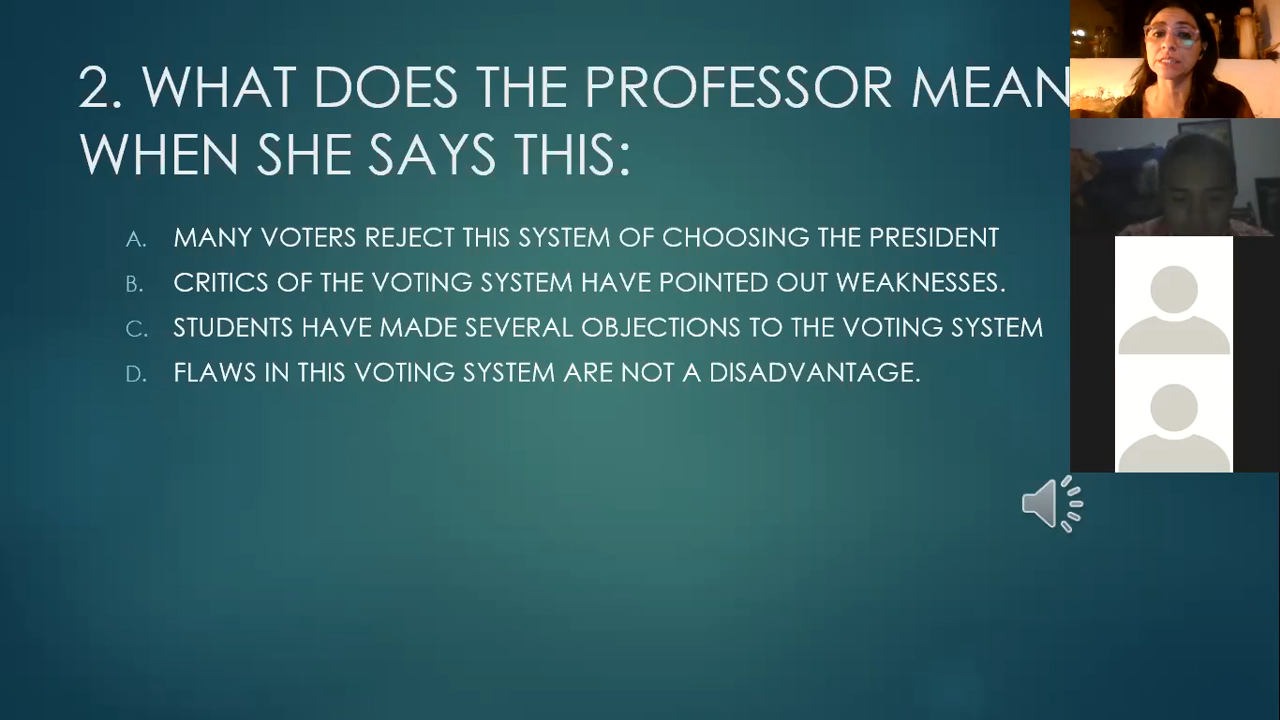 2. WHAT DOES THE PROFESSOR MEAN
WHEN SHE SAYS THIS:
A. MANY VOTERS REJECT THIS SYSTEM OF CHOOSING THE PRESIDENT
B. CRITICS OF THE VOTING SYSTEM HAVE POINTED OUT WEAKNESSES.
C. STUDENTS HAVE MADE SEVERAL OBJECTIONS TO THE VOTING SYSTEM
D. FLAWS IN THIS VOTING SYSTEM ARE NOT A DISADVANTAGE.